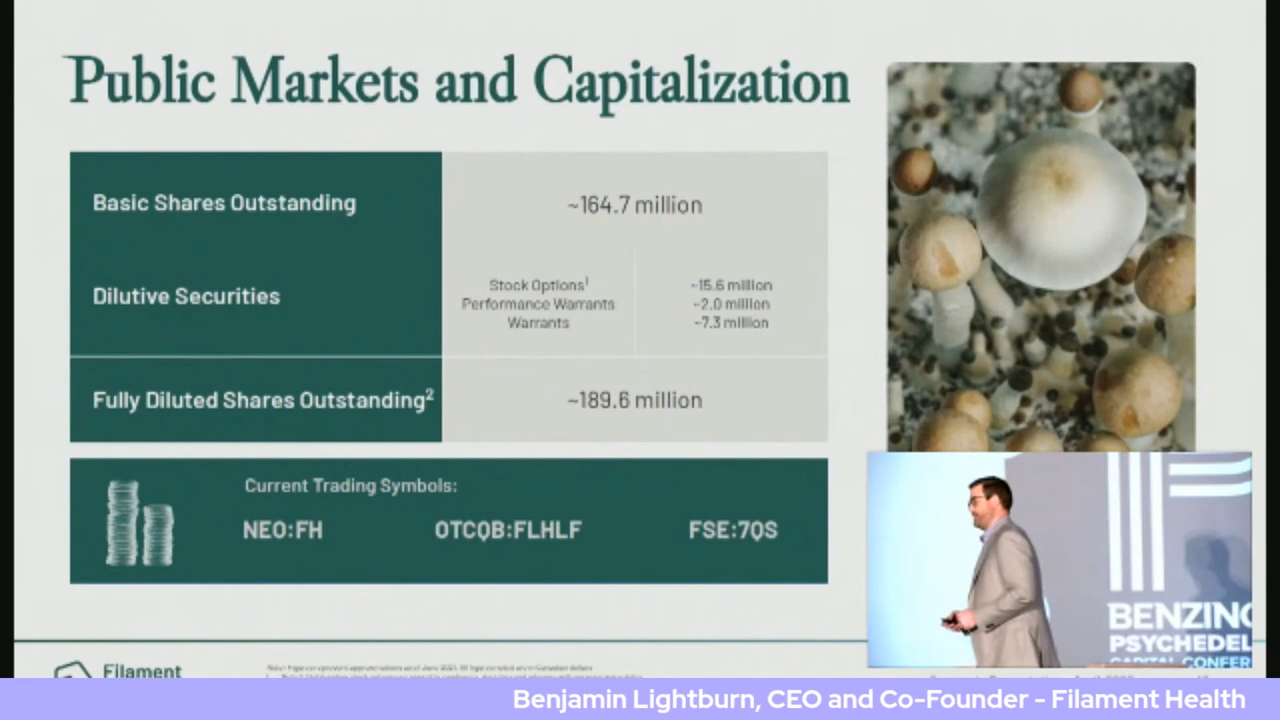 Public Markets and Capitalization
Basic Shares Outstanding
~164.7 million
Dilutive Securities
Stock Options¹
~15.6 million
Performance Warrants
~2.0 million
Warrants
~7.3 million
Fully Diluted Shares Outstanding²
~189.6 million
Current Trading Symbols:
NEO:FH
OTCQB:FLHLF
FSE:7QS
BENZING
PSYCHEDEL
CAPITAL CONFER
Filament
Benjamin Lightburn, CEO and Co-Founder - Filament Health